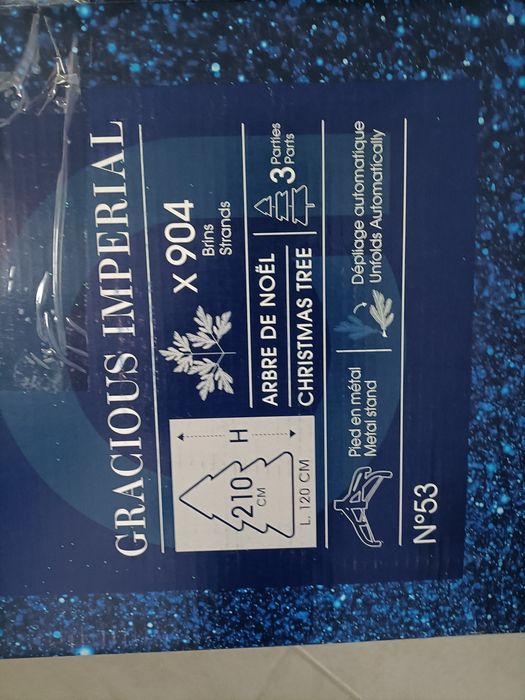 GRACIOUS IMPERIAL
210
CM
H
L. 120 CM
X 904
Brins
Strands
ARBRE DE NOËL
CHRISTMAS TREE
3 Parties
Parts
Pied en métal
Metal stand
Dépliage automatique
Unfolds Automatically
N°53